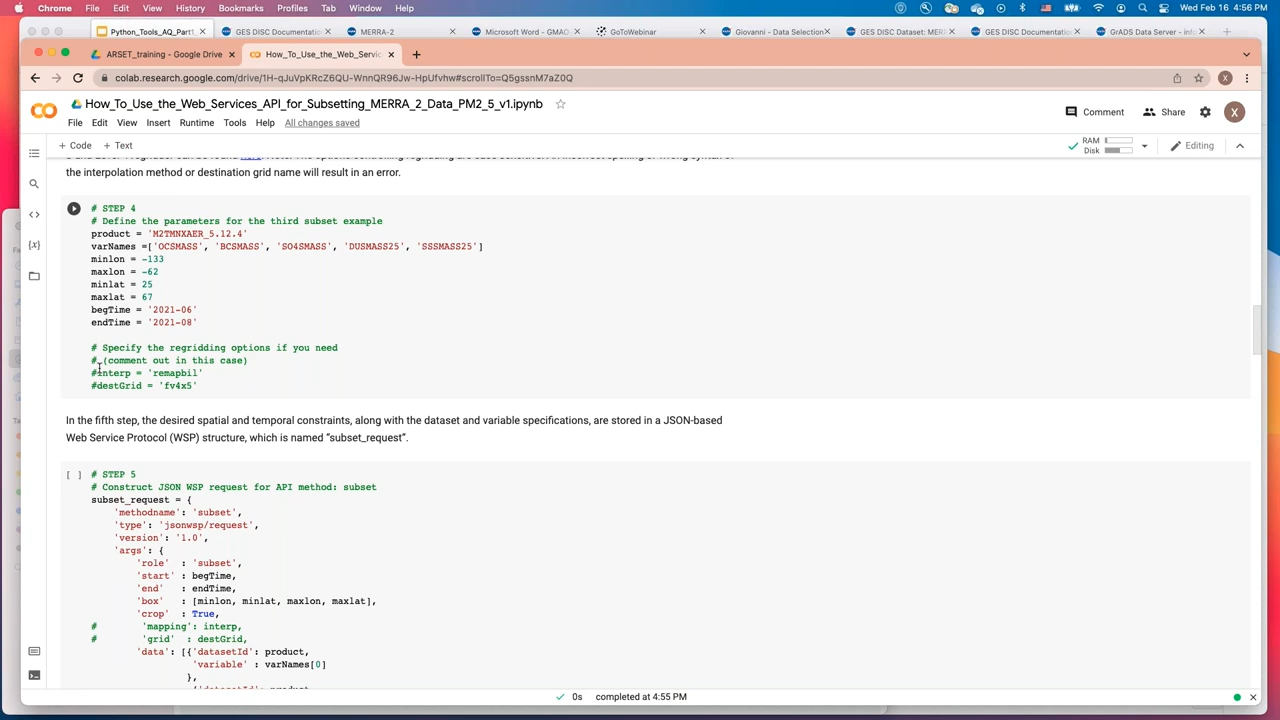 Chrome File Edit View History Bookmarks Profiles Tab Window Help Wed Feb 16 4:56 PM
Python_Tools_AQ_Part1_ GES DISC Documentation MERRA-2 Microsoft Word - GMAO GoToWebinar Giovanni - Data Selection GES DISC Dataset: MER GES DISC Documentation GrADS Data Server - info
ARSET_training - Google Drive How_To_Use_the_Web_Servic
colab.research.google.com/drive/1H-qJuVpKRcZ6QU-WnnQR96Jw-HpUfvhw#scrollTo=Q5gssnM7aZ0Q X
How_To_Use_the_Web_Services_API_for_Subsetting_MERRA_2_Data_PM2_5_v1.ipynb
Comment Share X
File Edit View Insert Runtime Tools Help All changes saved
+ Code + Text RAM Disk Editing
the interpolation method or destination grid name will result in an error.
# STEP 4
# Define the parameters for the third subset example
product = 'M2TMNXAER_5.12.4'
varNames =['OCSMASS', 'BCSMASS', 'SO4SMASS', 'DUSMASS25', 'SSSMASS25']
minlon = -133
maxlon = -62
minlat = 25
maxlat = 67
begTime = '2021-06'
endTime = '2021-08'
# Specify the regridding options if you need
# (comment out in this case)
#interp = 'remapbil'
#destGrid = 'fv4x5'
In the fifth step, the desired spatial and temporal constraints, along with the dataset and variable specifications, are stored in a JSON-based
Web Service Protocol (WSP) structure, which is named “subset_request”.
[ ] # STEP 5
# Construct JSON WSP request for API method: subset
subset_request = {
'methodname': 'subset',
'type': 'jsonwsp/request',
'version': '1.0',
'args': {
'role' : 'subset',
'start' : begTime,
'end' : endTime,
'box' : [minlon, minlat, maxlon, maxlat],
'crop' : True,
# 'mapping': interp,
# 'grid' : destGrid,
'data': [{'datasetId': product,
'variable' : varNames[0]
},
0s completed at 4:55 PM